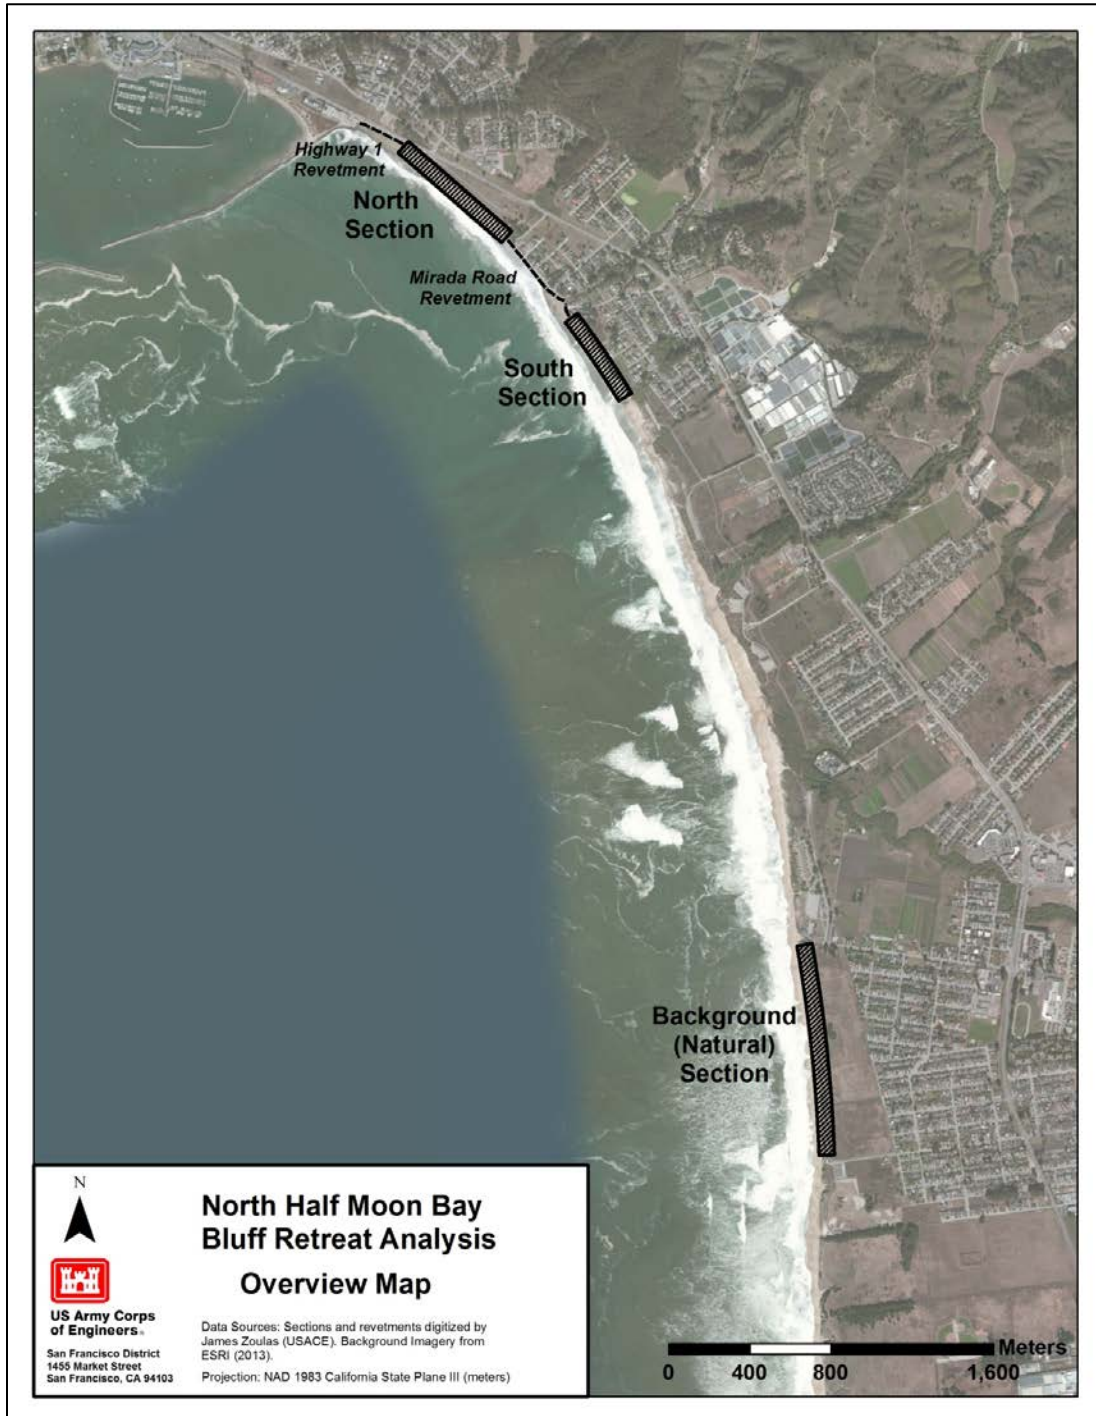 Highway 1
Revetment
North
Section
Mirada Road
Revetment
South
Section
Background
(Natural)
Section
N
North Half Moon Bay
Bluff Retreat Analysis
Overview Map
US Army Corps
of Engineers®
San Francisco District
1455 Market Street
San Francisco, CA 94103
Data Sources: Sections and revetments digitized by
James Zoulas (USACE). Background Imagery from
ESRI (2013).
Projection: NAD 1983 California State Plane III (meters)
Meters
0 400 800 1,600